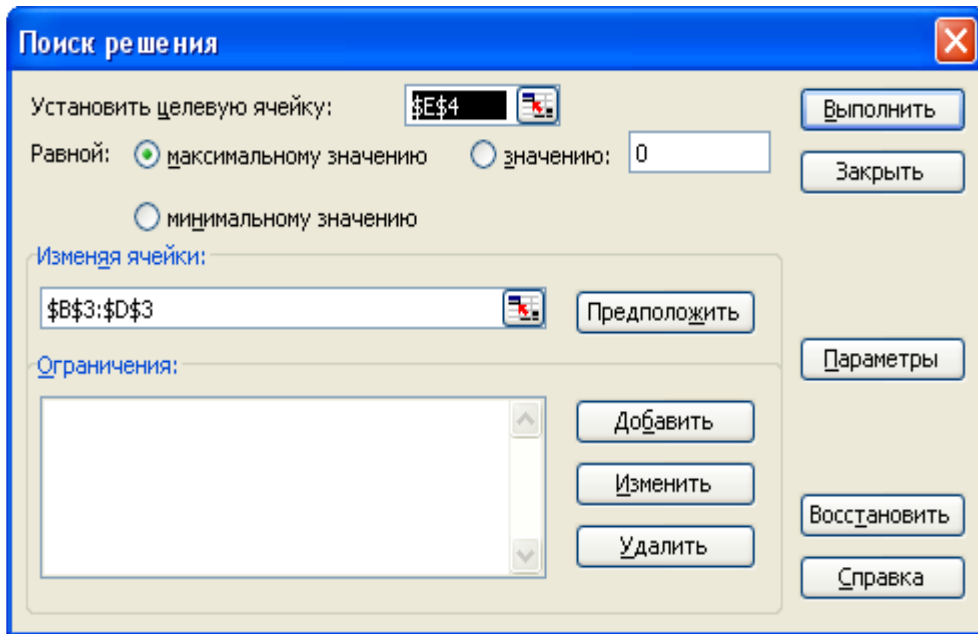 Поиск решения
Установить целевую ячейку: $E$4
Выполнить
Равной: максимальному значению значению: 0
Закрыть
минимальному значению
Изменяя ячейки:
$B$3:$D$3 Предположить
Параметры
Ограничения:
Добавить
Изменить
Восстановить
Удалить
Справка